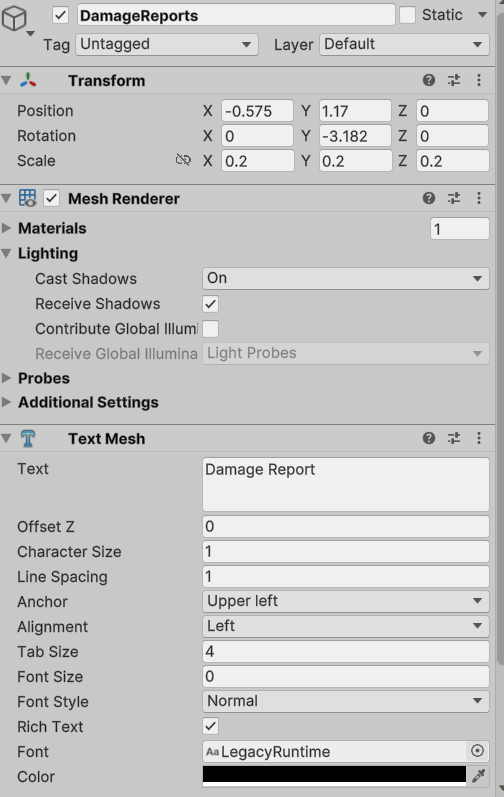 DamageReports Static
Tag Untagged Layer Default
Transform
Position X -0.575 Y 1.17 Z 0
Rotation X 0 Y -3.182 Z 0
Scale X 0.2 Y 0.2 Z 0.2
Mesh Renderer
Materials 1
Lighting
Cast Shadows On
Receive Shadows
Contribute Global Illumi
Receive Global Illumina Light Probes
Probes
Additional Settings
Text Mesh
Text Damage Report
Offset Z 0
Character Size 1
Line Spacing 1
Anchor Upper left
Alignment Left
Tab Size 4
Font Size 0
Font Style Normal
Rich Text
Font Aa LegacyRuntime
Color